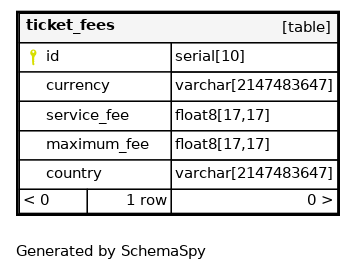 ticket_fees [table]
id serial[10]
currency varchar[2147483647]
service_fee float8[17,17]
maximum_fee float8[17,17]
country varchar[2147483647]
< 0 1 row 0 >
Generated by SchemaSpy